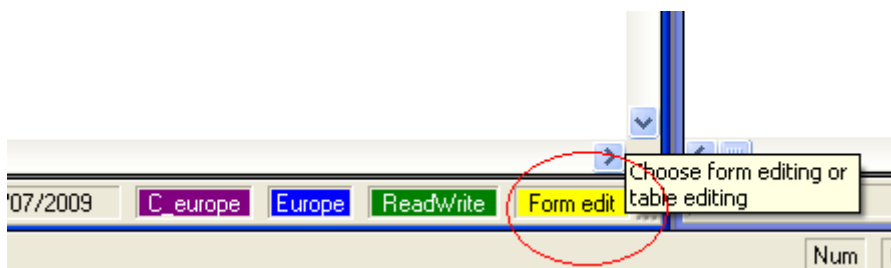 Choose form editing or
table editing
'07/2009 C_europe Europe ReadWrite Form edit
Num